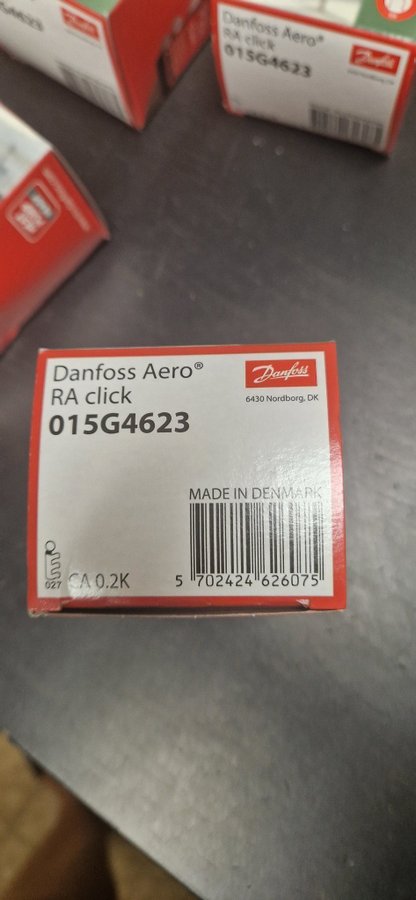 Danfoss Aero®
RA click
015G4623
Danfoss
Danfoss Aero®
RA click
015G4623
Danfoss
6430 Nordborg, DK
MADE IN DENMARK
027
CA 0.2K
5 702424 626075